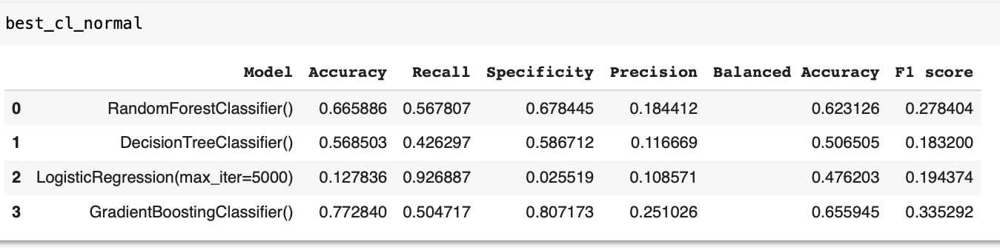 best_cl_normal
Model Accuracy Recall Specificity Precision Balanced Accuracy F1 score
0 RandomForestClassifier() 0.665886 0.567807 0.678445 0.184412 0.623126 0.278404
1 DecisionTreeClassifier() 0.568503 0.426297 0.586712 0.116669 0.506505 0.183200
2 LogisticRegression(max_iter=5000) 0.127836 0.926887 0.025519 0.108571 0.476203 0.194374
3 GradientBoostingClassifier() 0.772840 0.504717 0.807173 0.251026 0.655945 0.335292